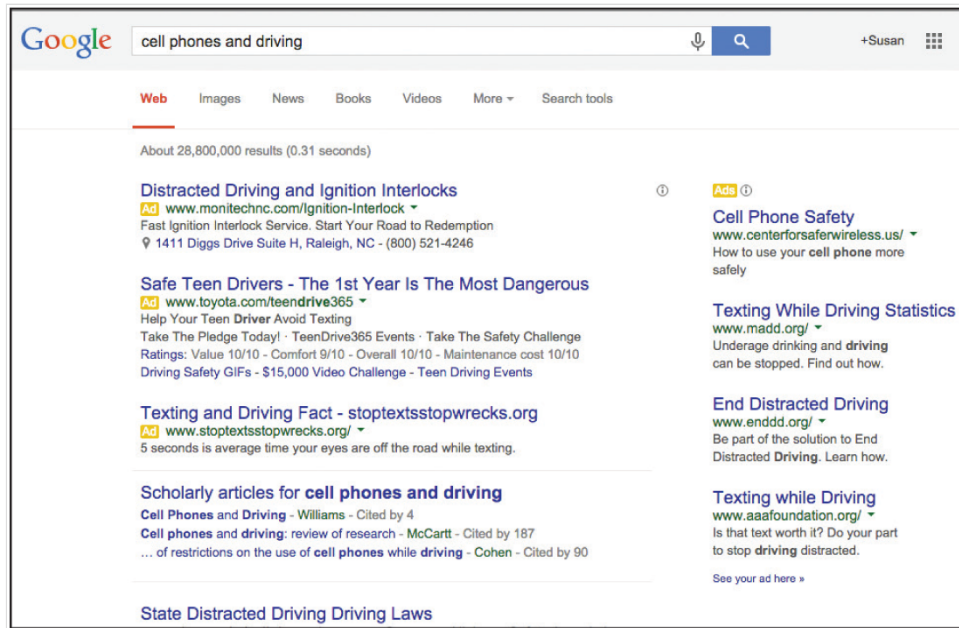 Google
cell phones and driving
+Susan
Web Images News Books Videos More Search tools
About 28,800,000 results (0.31 seconds)
Distracted Driving and Ignition Interlocks
Ad www.monitechnc.com/Ignition-Interlock
Fast Ignition Interlock Service. Start Your Road to Redemption
1411 Diggs Drive Suite H, Raleigh, NC - (800) 521-4246
Safe Teen Drivers - The 1st Year Is The Most Dangerous
Ad www.toyota.com/teendrive365
Help Your Teen Driver Avoid Texting
Take The Pledge Today! · TeenDrive365 Events · Take The Safety Challenge
Ratings: Value 10/10 - Comfort 9/10 - Overall 10/10 - Maintenance cost 10/10
Driving Safety GIFs - $15,000 Video Challenge - Teen Driving Events
Texting and Driving Fact - stoptextsstopwrecks.org
Ad www.stoptextsstopwrecks.org/
5 seconds is average time your eyes are off the road while texting.
Scholarly articles for cell phones and driving
Cell Phones and Driving - Williams - Cited by 4
Cell phones and driving: review of research - McCartt - Cited by 187
... of restrictions on the use of cell phones while driving - Cohen - Cited by 90
State Distracted Driving Driving Laws
Ads
Cell Phone Safety
www.centerforsaferwireless.us/
How to use your cell phone more
safely
Texting While Driving Statistics
www.madd.org/
Underage drinking and driving
can be stopped. Find out how.
End Distracted Driving
www.enddd.org/
Be part of the solution to End
Distracted Driving. Learn how.
Texting while Driving
www.aaafoundation.org/
Is that text worth it? Do your part
to stop driving distracted.
See your ad here »